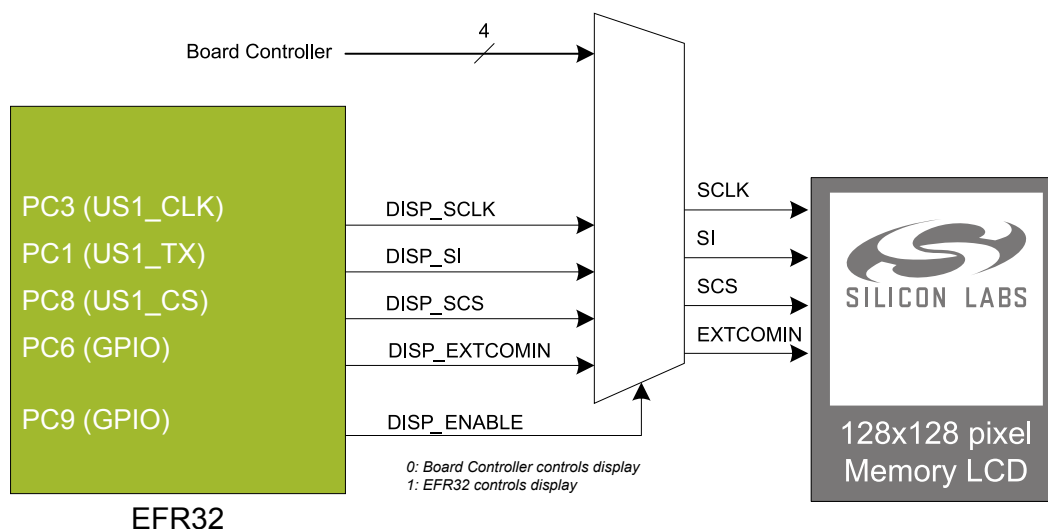 4
Board Controller
PC3 (US1_CLK)
DISP_SCLK
SCLK
PC1 (US1_TX)
DISP_SI
SI
PC8 (US1_CS)
DISP_SCS
SCS
PC6 (GPIO)
DISP_EXTCOMIN
EXTCOMIN
PC9 (GPIO)
DISP_ENABLE
0: Board Controller controls display
1: EFR32 controls display
SILICON LABS
128x128 pixel
Memory LCD
EFR32